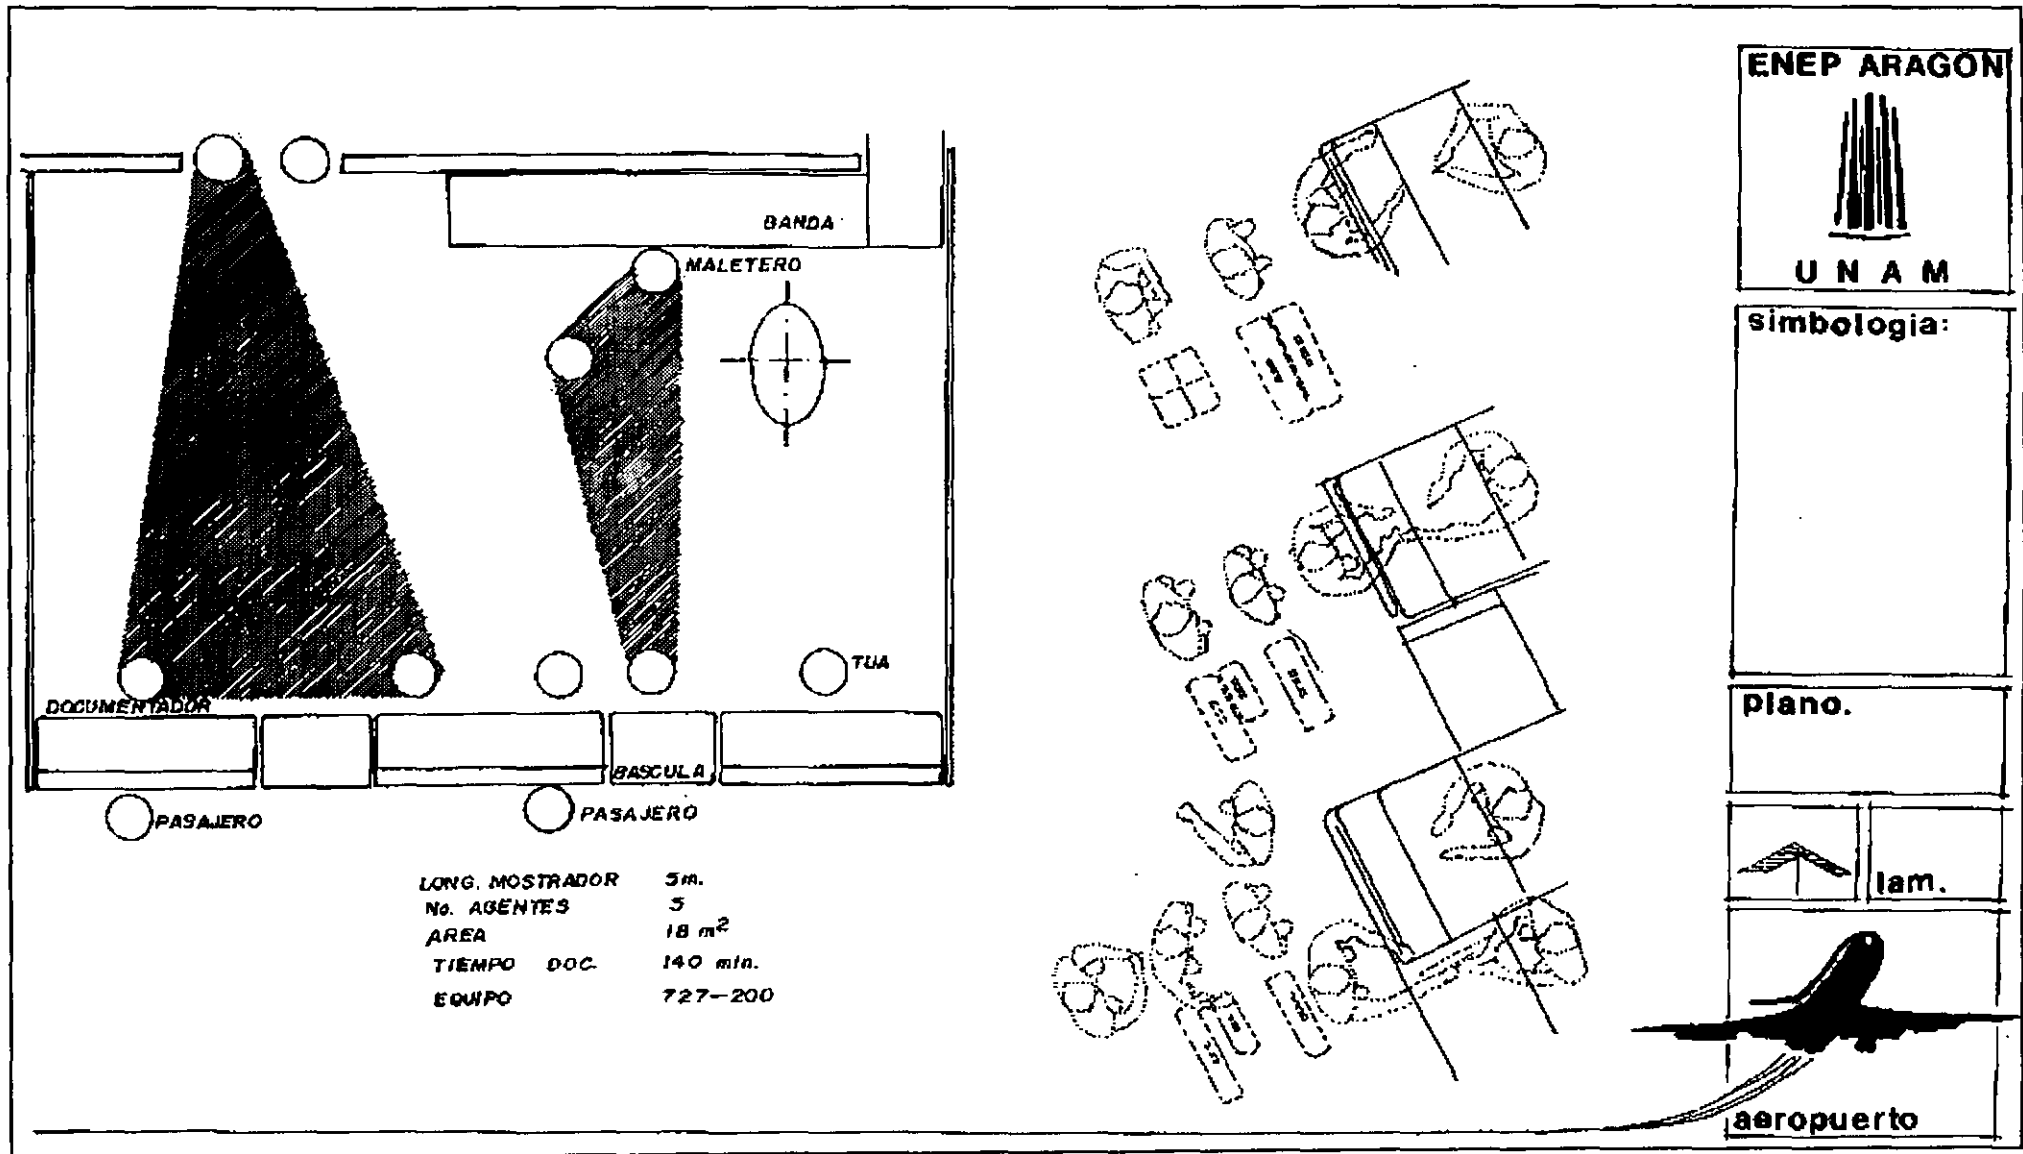 BANDA
MALETERO
TUA
DOCUMENTADOR
BASCULA
PASAJERO
PASAJERO
LONG. MOSTRADOR 5m.
No. AGENTES 5
AREA 18 m²
TIEMPO DOC. 140 min.
EQUIPO 727-200
ENEP ARAGON
UNAM
simbologia:
plano.
lam.
aeropuerto